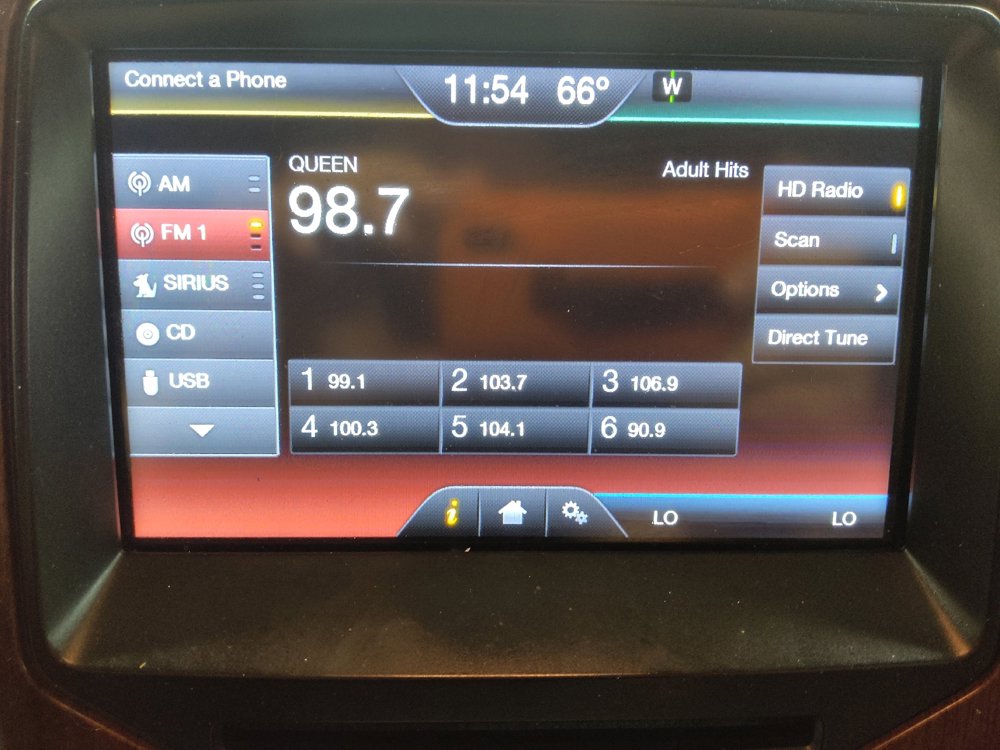 Connect a Phone
11:54 66º W
AM
FM 1
SIRIUS
CD
USB
QUEEN
98.7
Adult Hits
HD Radio
Scan
Options
Direct Tune
1 99.1 2 103.7 3 106.9
4 100.3 5 104.1 6 90.9
i
LO LO